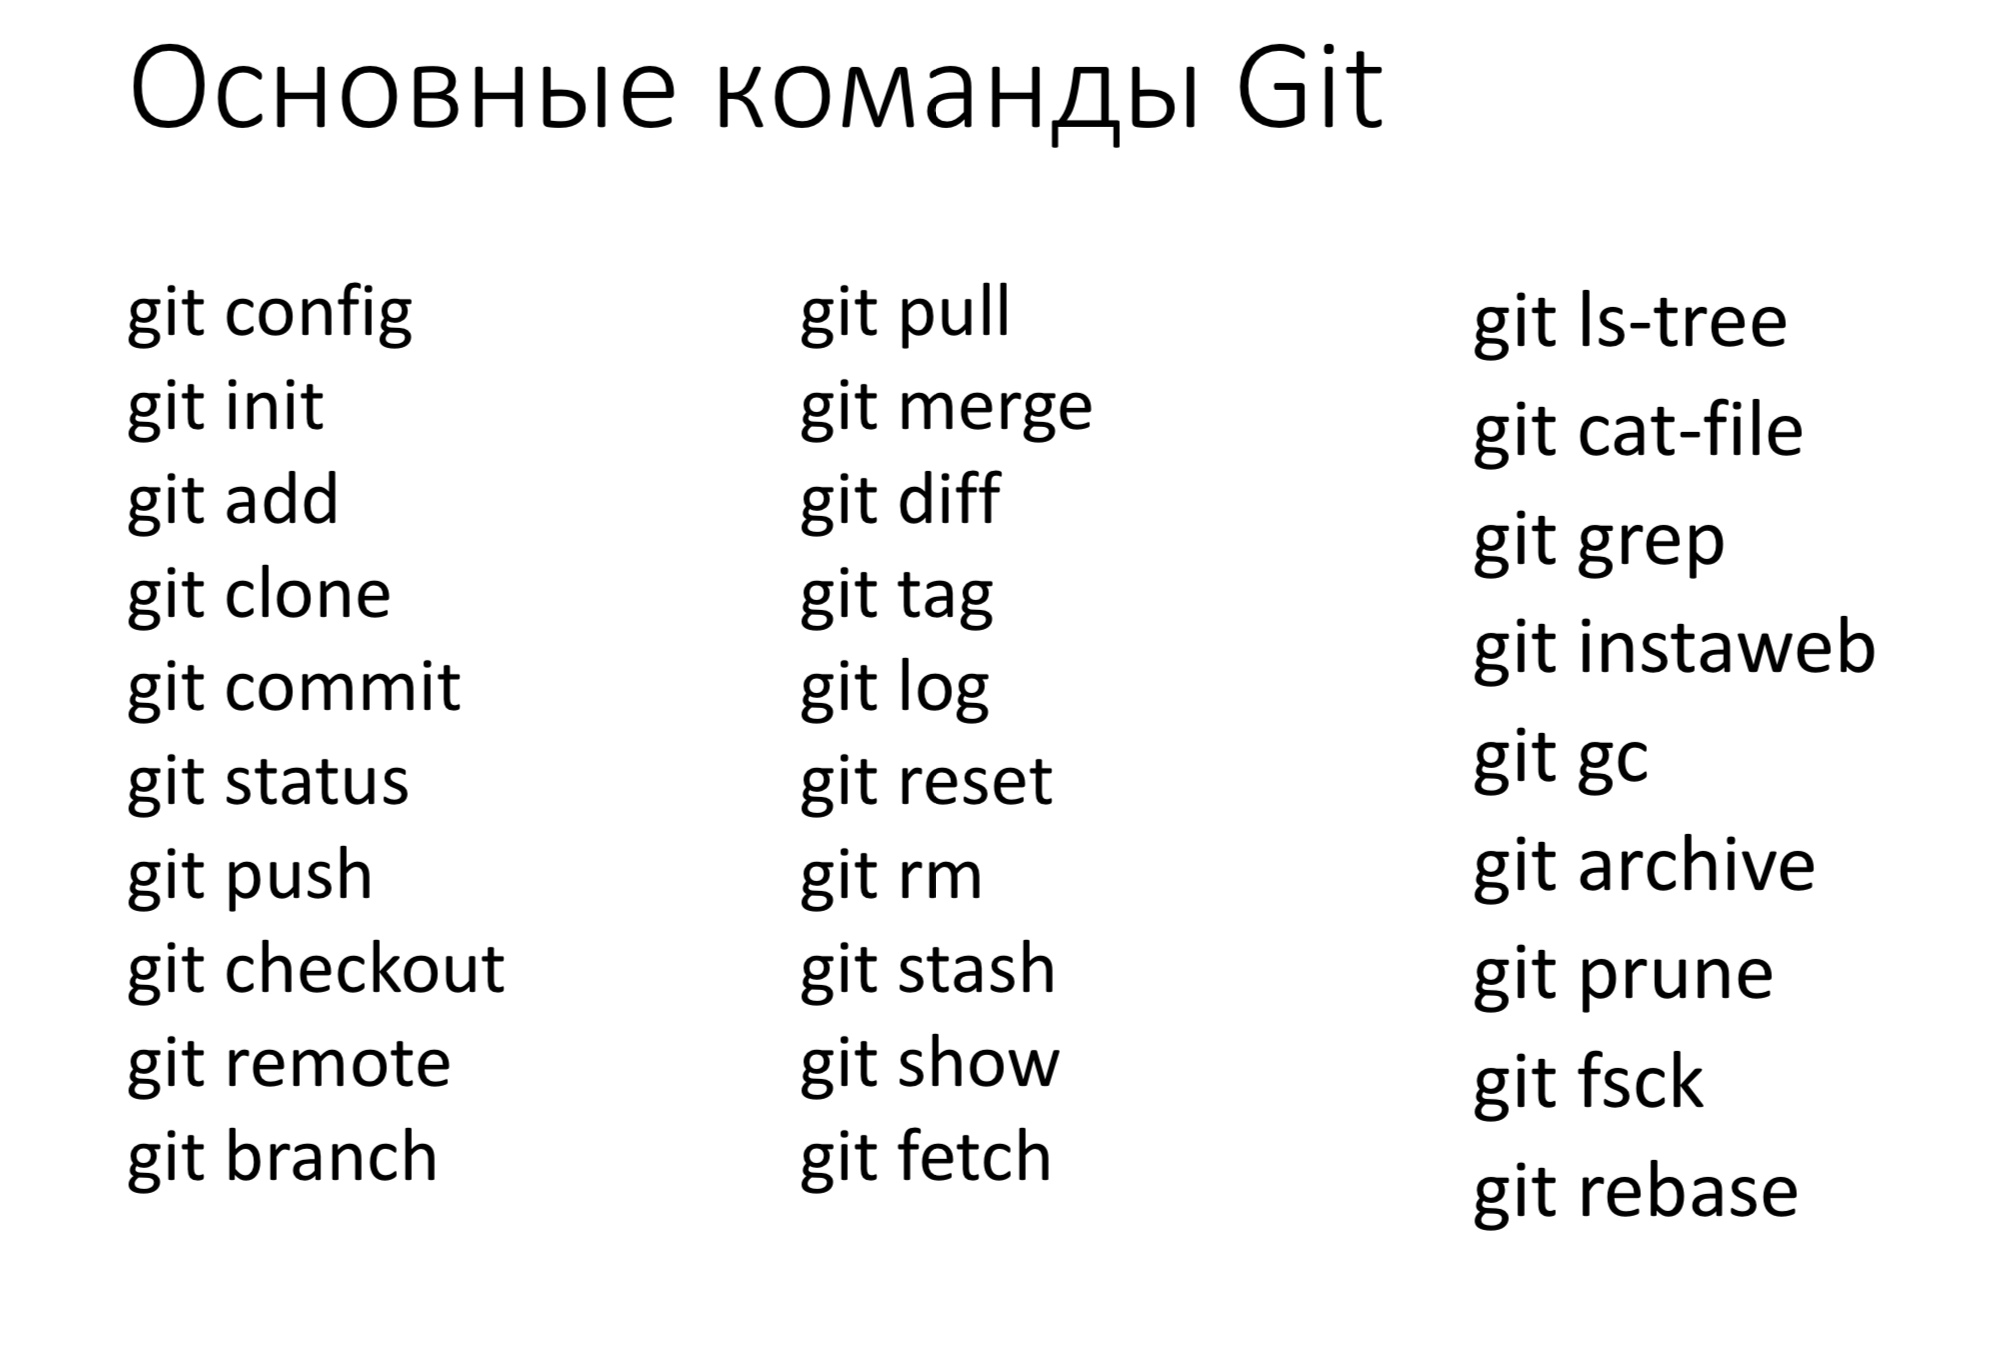 Основные команды Git
git config
git init
git add
git clone
git commit
git status
git push
git checkout
git remote
git branch
git pull
git merge
git diff
git tag
git log
git reset
git rm
git stash
git show
git fetch
git ls-tree
git cat-file
git grep
git instaweb
git gc
git archive
git prune
git fsck
git rebase